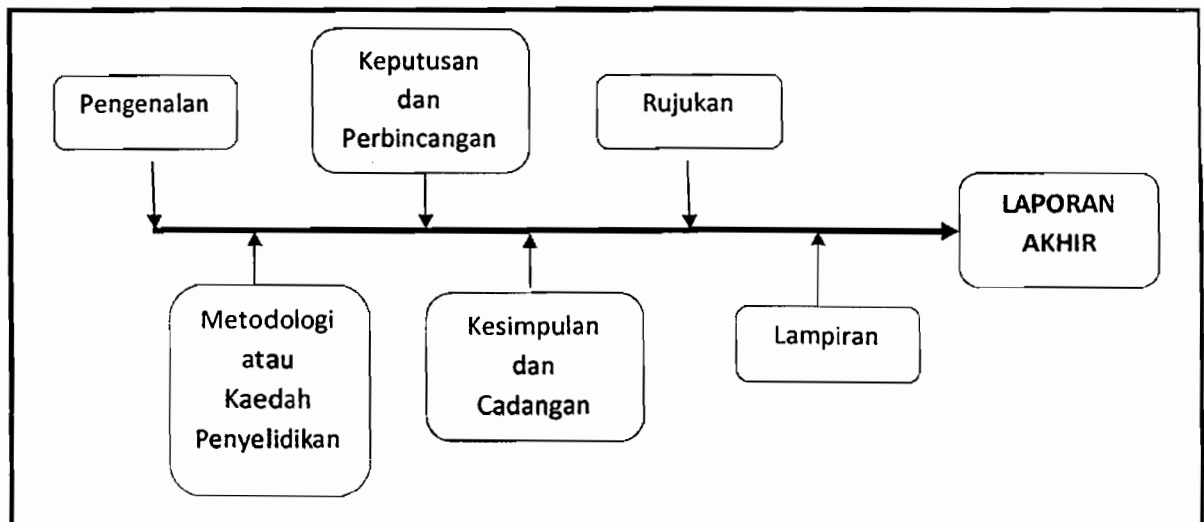 Pengenalan
Keputusan
dan
Perbincangan
Rujukan
LAPORAN
AKHIR
Metodologi
atau
Kaedah
Penyelidikan
Kesimpulan
dan
Cadangan
Lampiran